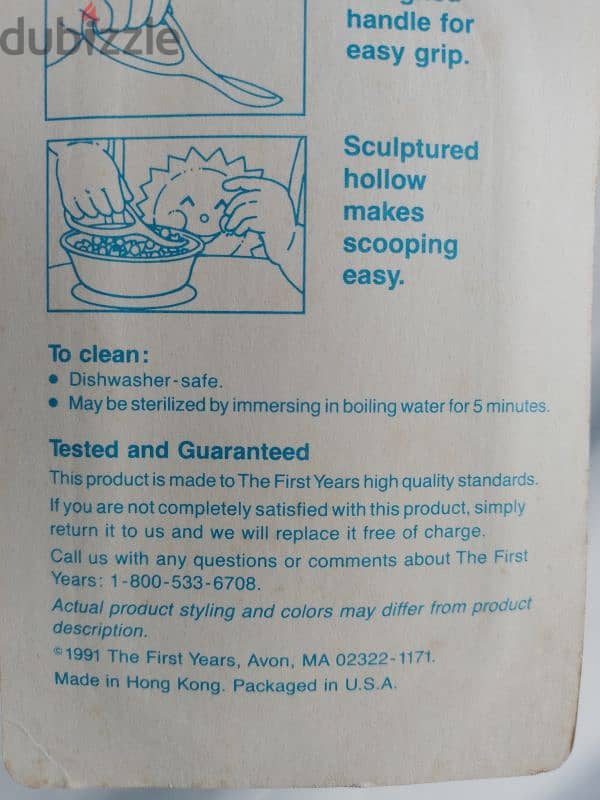 dubizzle
handle for
easy grip.
Sculptured
hollow
makes
scooping
easy.
To clean:
• Dishwasher-safe.
• May be sterilized by immersing in boiling water for 5 minutes.
Tested and Guaranteed
This product is made to The First Years high quality standards.
If you are not completely satisfied with this product, simply
return it to us and we will replace it free of charge.
Call us with any questions or comments about The First
Years: 1-800-533-6708.
Actual product styling and colors may differ from product
description.
©1991 The First Years, Avon, MA 02322-1171.
Made in Hong Kong. Packaged in U.S.A.